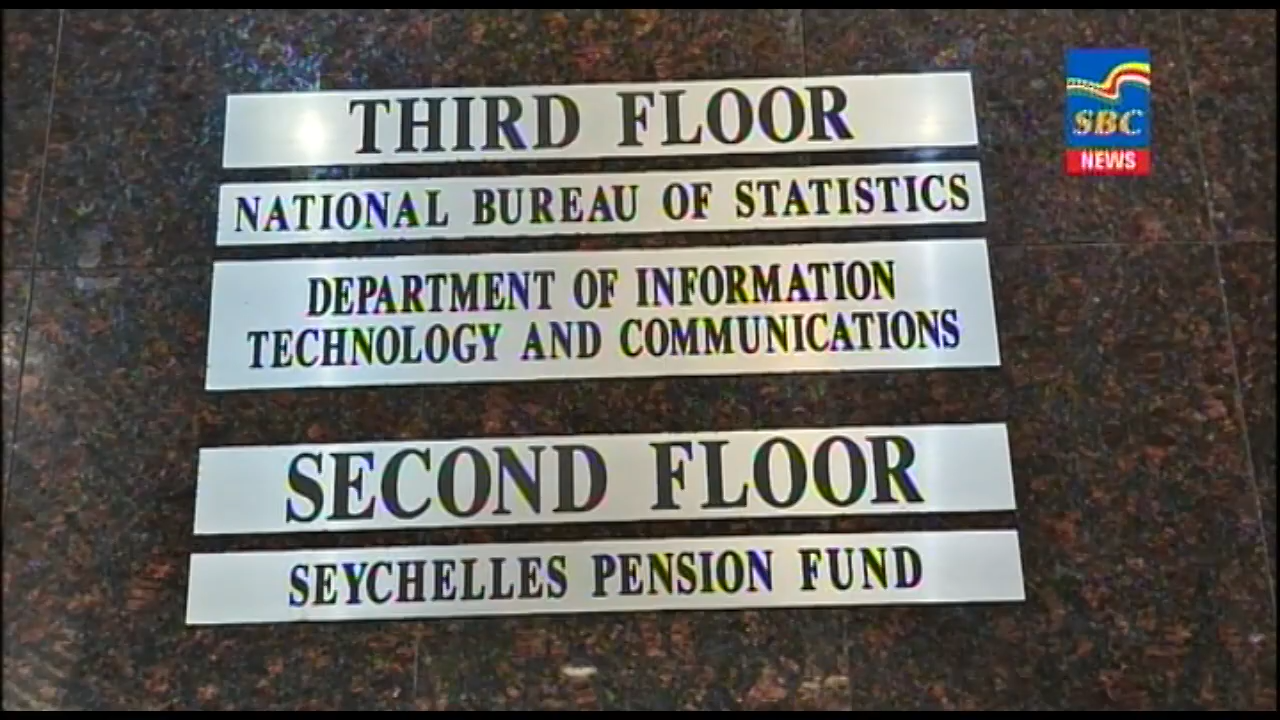 THIRD FLOOR
NATIONAL BUREAU OF STATISTICS
DEPARTMENT OF INFORMATION
TECHNOLOGY AND COMMUNICATIONS
SECOND FLOOR
SEYCHELLES PENSION FUND
SBC
NEWS